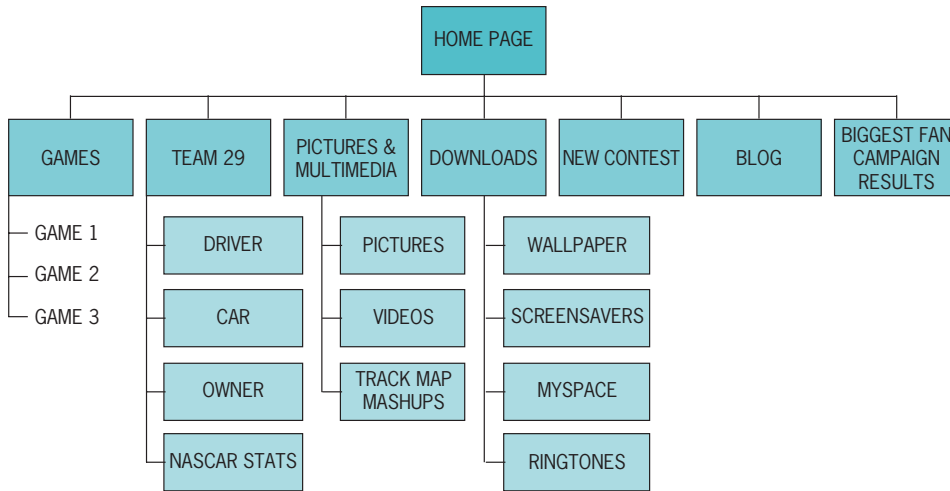 HOME PAGE
GAMES
TEAM 29
PICTURES &
MULTIMEDIA
DOWNLOADS
NEW CONTEST
BLOG
BIGGEST FAN
CAMPAIGN
RESULTS
GAME 1
GAME 2
GAME 3
DRIVER
CAR
OWNER
NASCAR STATS
PICTURES
VIDEOS
TRACK MAP
MASHUPS
WALLPAPER
SCREENSAVERS
MYSPACE
RINGTONES